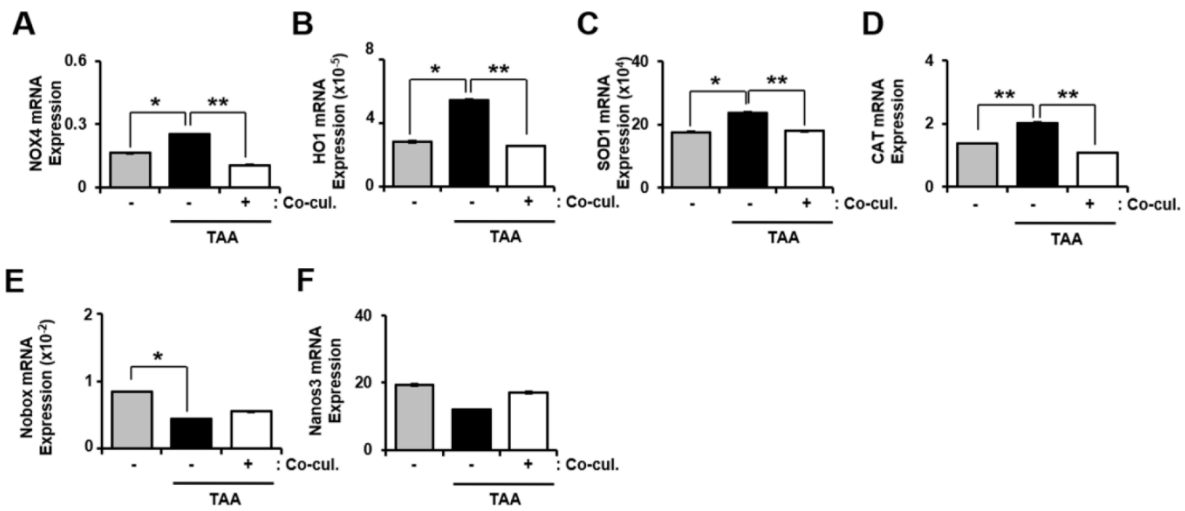 A
NOX4 mRNA
Expression
0.6
0.3
0
*
**
-
-
+
: Co-cul.
TAA
B
HO1 mRNA
Expression (x10-5)
8
4
0
*
**
-
-
+
: Co-cul.
TAA
C
SOD1 mRNA
Expression (x104)
40
20
0
*
**
-
-
+
: Co-cul.
TAA
D
CAT mRNA
Expression
4
2
0
**
**
-
-
+
: Co-cul.
TAA
E
Nobox mRNA
Expression (x10-2)
2
1
0
*
-
-
+
: Co-cul.
TAA
F
Nanos3 mRNA
Expression
40
20
0
-
-
+
: Co-cul.
TAA